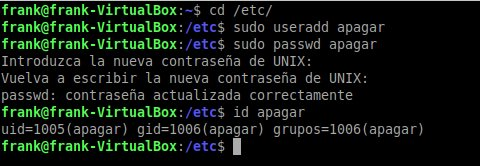 frank@frank-VirtualBox:~$ cd /etc/
frank@frank-VirtualBox:/etc$ sudo useradd apagar
frank@frank-VirtualBox:/etc$ sudo passwd apagar
Introduzca la nueva contraseña de UNIX:
Vuelva a escribir la nueva contraseña de UNIX:
passwd: contraseña actualizada correctamente
frank@frank-VirtualBox:/etc$ id apagar
uid=1005(apagar) gid=1006(apagar) grupos=1006(apagar)
frank@frank-VirtualBox:/etc$